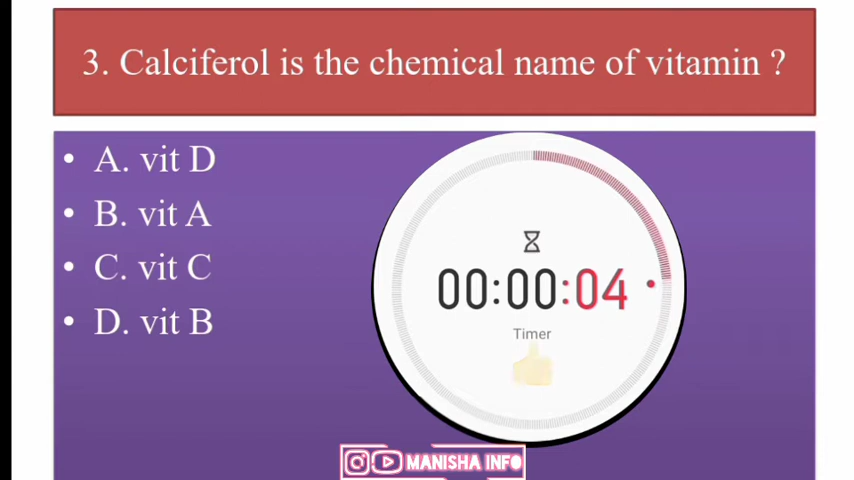 3. Calciferol is the chemical name of vitamin ?
• A. vit D
• B. vit A
• C. vit C
• D. vit B
00:00:04
Timer
MANISHA INFO